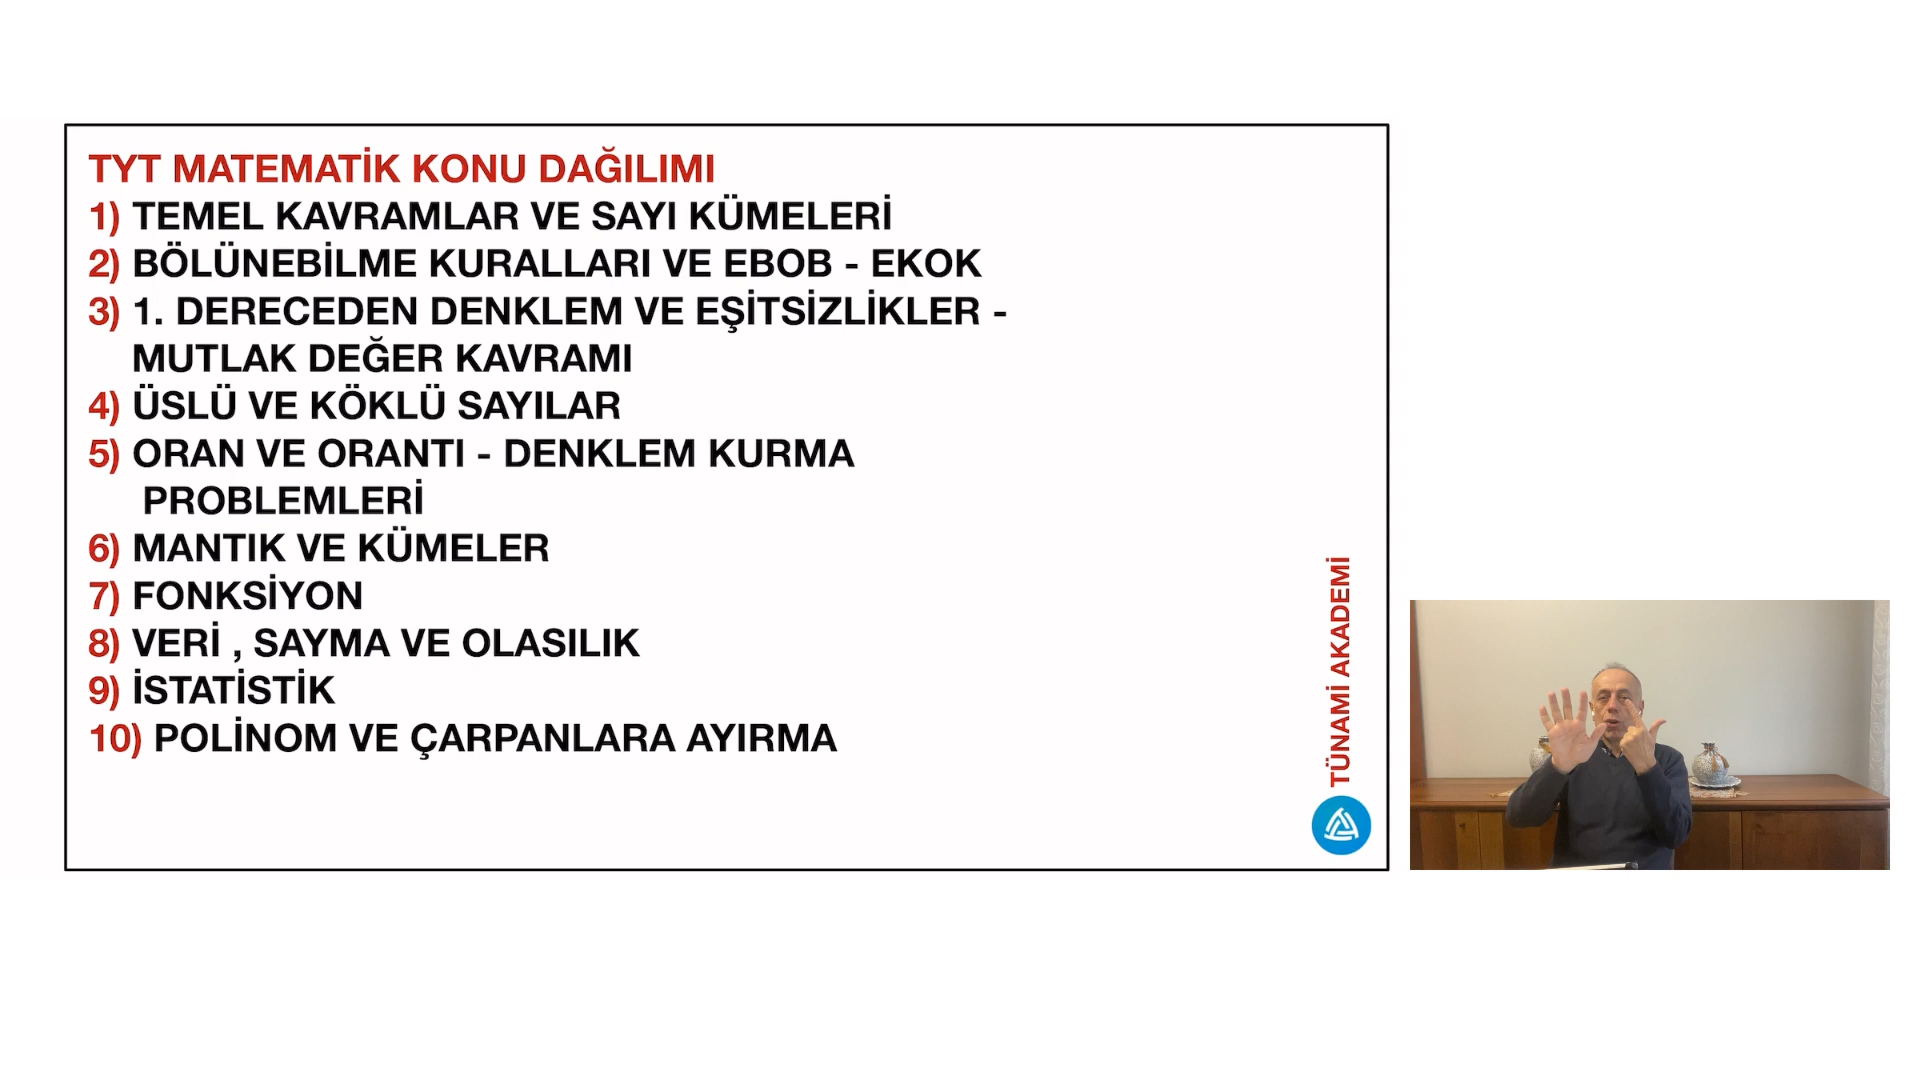 TYT MATEMATİK KONU DAĞILIMI
1) TEMEL KAVRAMLAR VE SAYI KÜMELERİ
2) BÖLÜNEBİLME KURALLARI VE EBOB - EKOK
3) 1. DERECEDEN DENKLEM VE EŞİTSİZLİKLER -
MUTLAK DEĞER KAVRAMI
4) ÜSLÜ VE KÖKLÜ SAYILAR
5) ORAN VE ORANTI - DENKLEM KURMA
PROBLEMLERİ
6) MANTIK VE KÜMELER
7) FONKSİYON
8) VERİ , SAYMA VE OLASILIK
9) İSTATİSTİK
10) POLİNOM VE ÇARPANLARA AYIRMA
TÜNAMİ AKADEMİ